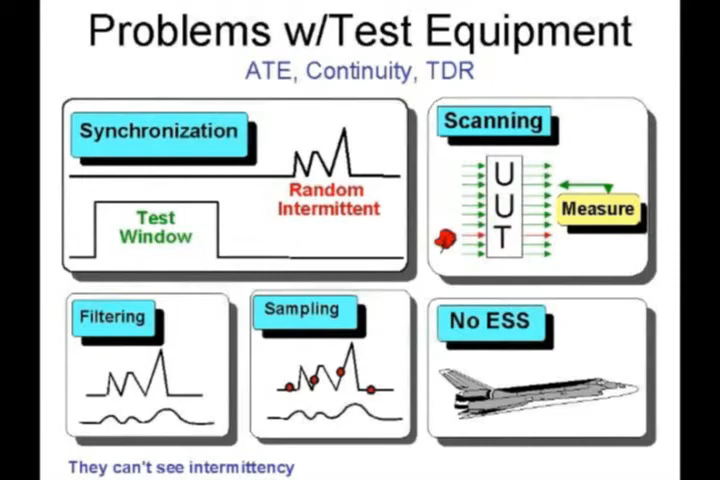 Problems w/Test Equipment
ATE, Continuity, TDR
Synchronization
Random
Intermittent
Test
Window
Scanning
U
U
T
Measure
Filtering
Sampling
No ESS
They can't see intermittency